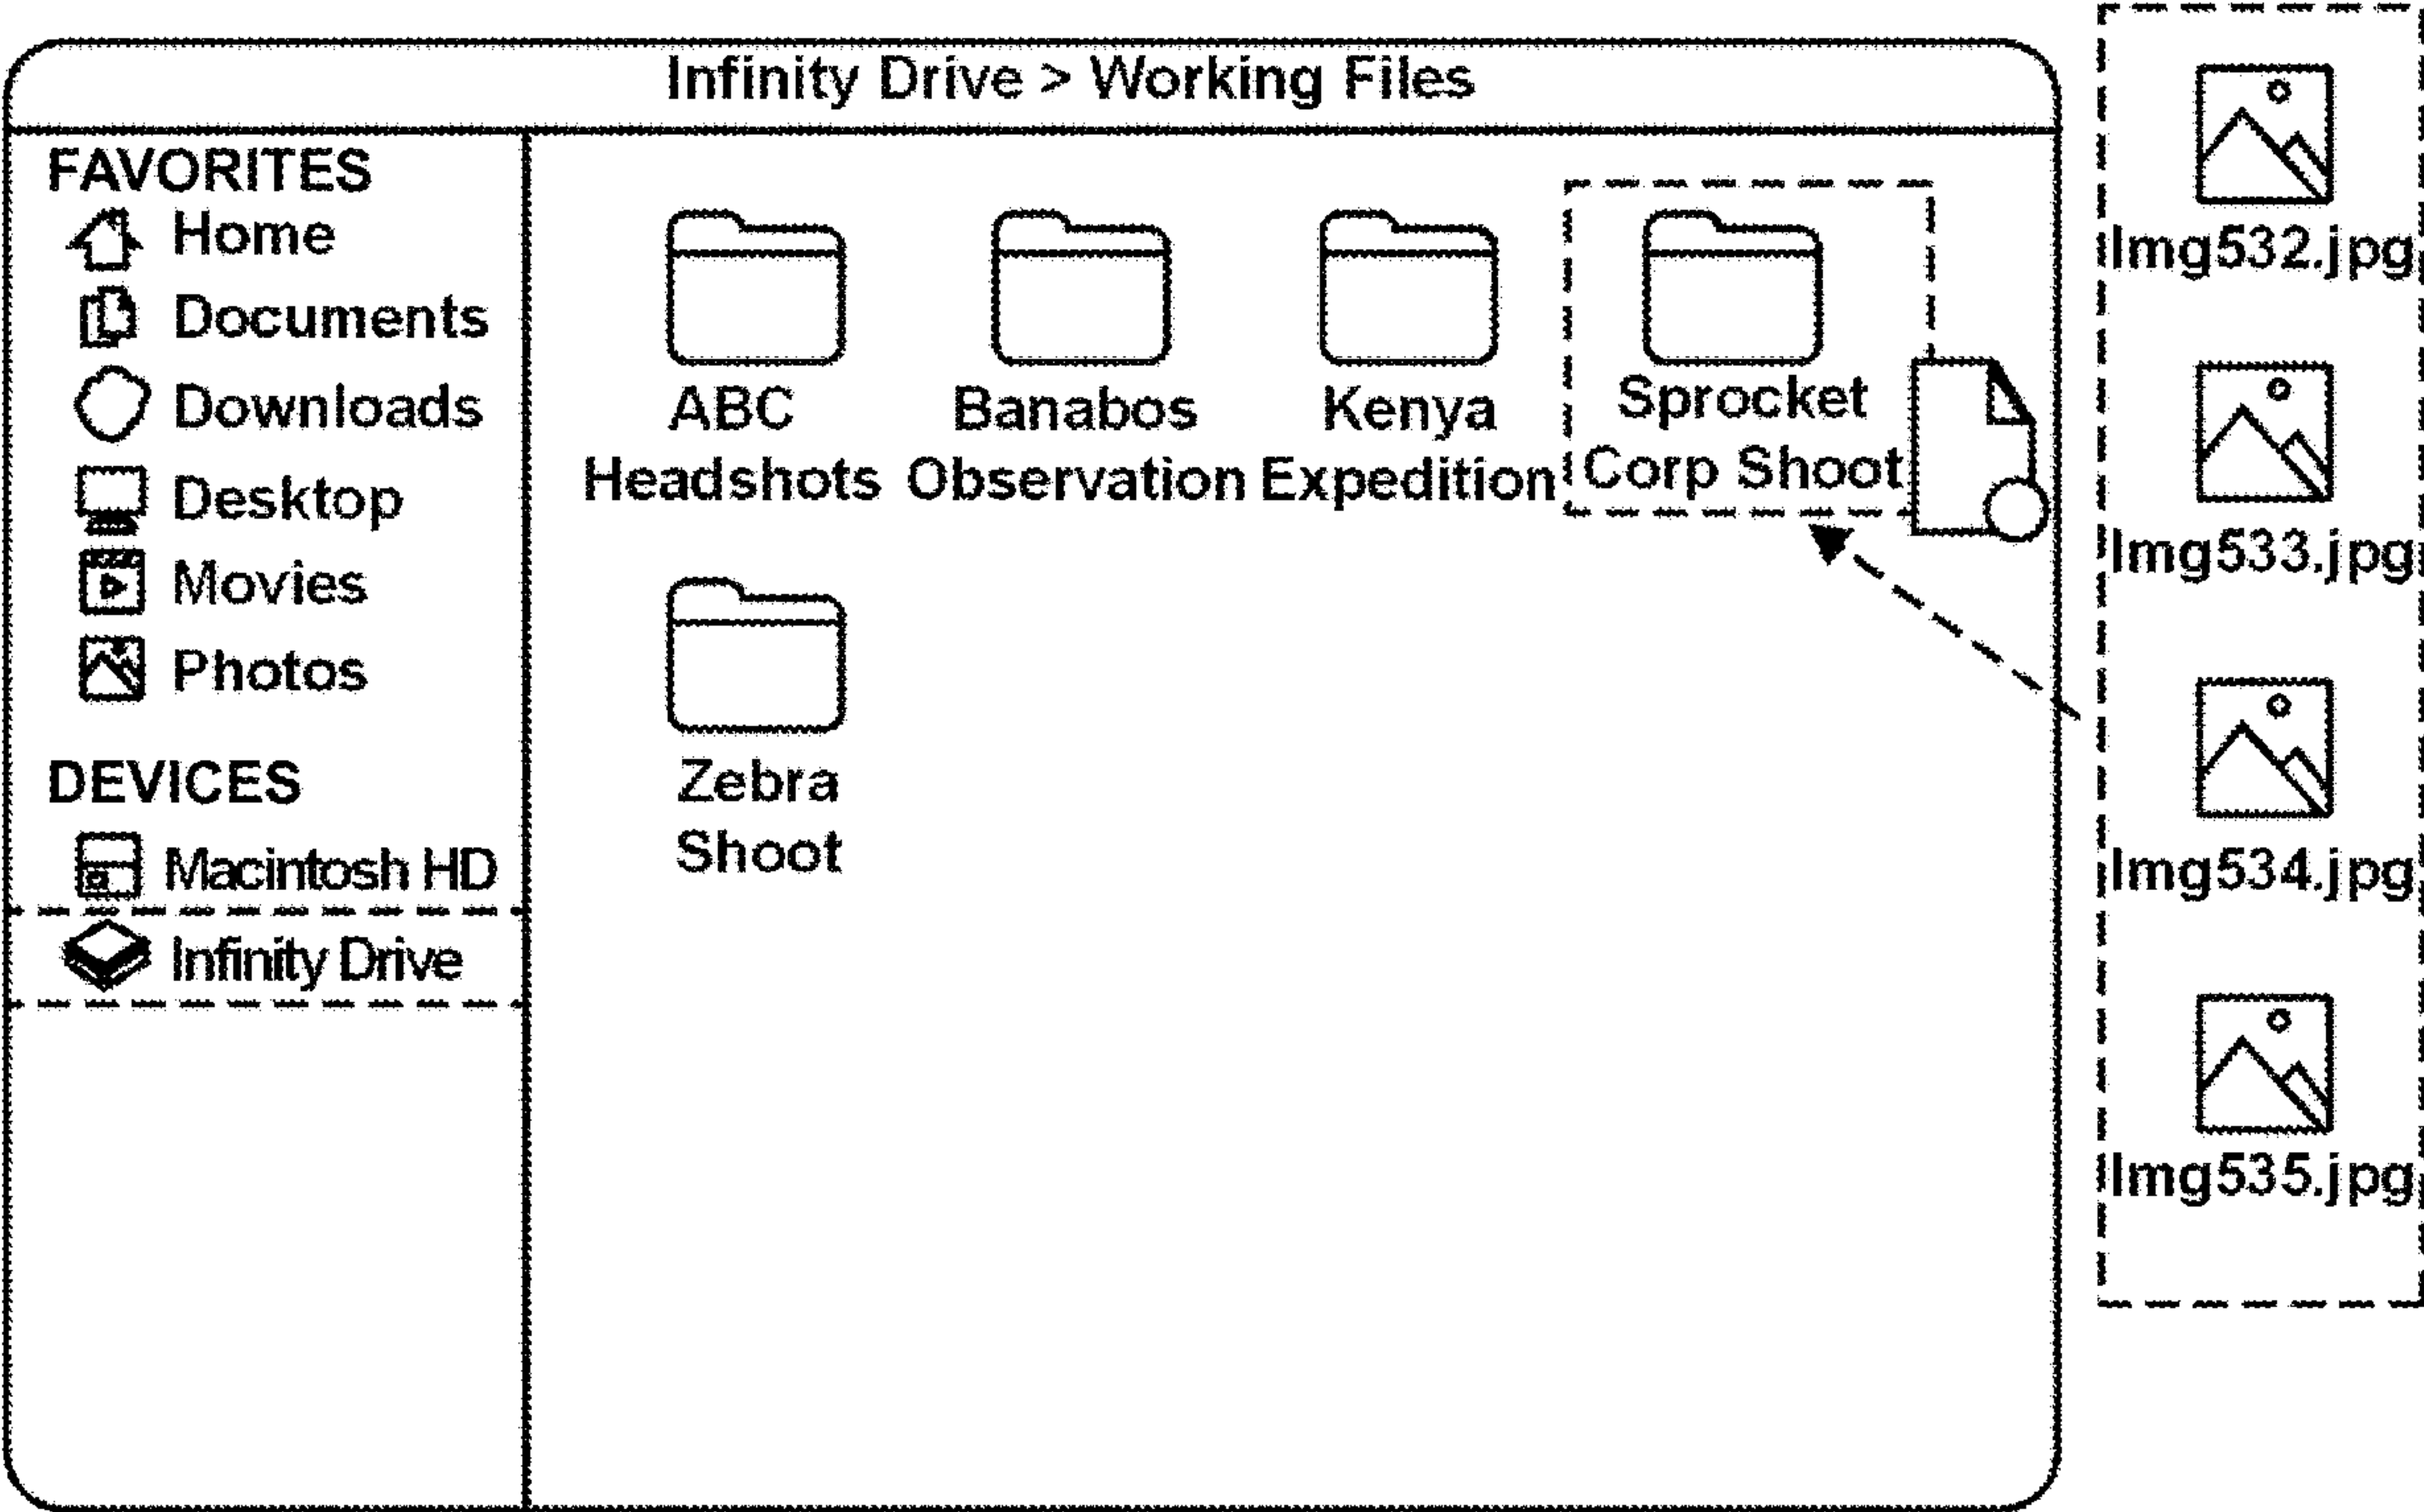 Infinity Drive > Working Files
FAVORITES
Home
Documents
Downloads
Desktop
Movies
Photos
DEVICES
Macintosh HD
Infinity Drive
ABC
Headshots
Banabos
Observation
Kenya
Expedition
Sprocket
Corp Shoot
Zebra
Shoot
Img532.jpg
Img533.jpg
Img534.jpg
Img535.jpg